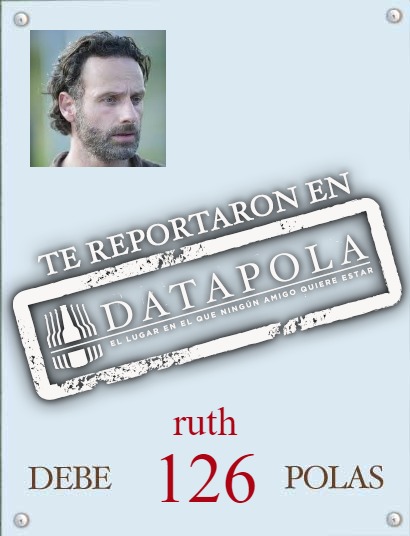 TE REPORTARON EN
DATAPOLA
EL LUGAR EN EL QUE NINGÚN AMIGO QUIERE ESTAR
ruth
DEBE 126 POLAS